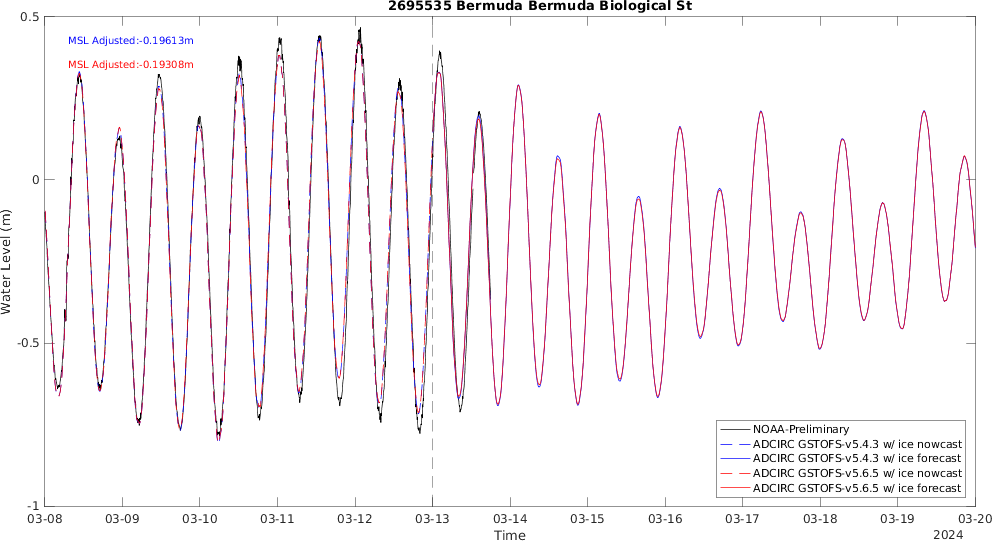 2695535 Bermuda Bermuda Biological St
0.5
MSL Adjusted:-0.19613m
MSL Adjusted:-0.19308m
0
Water Level (m)
-0.5
NOAA-Preliminary
ADCIRC GSTOFS-v5.4.3 w/ ice nowcast
ADCIRC GSTOFS-v5.4.3 w/ ice forecast
ADCIRC GSTOFS-v5.6.5 w/ ice nowcast
ADCIRC GSTOFS-v5.6.5 w/ ice forecast
-1
03-08 03-09 03-10 03-11 03-12 03-13 03-14 03-15 03-16 03-17 03-18 03-19 03-20
Time
2024